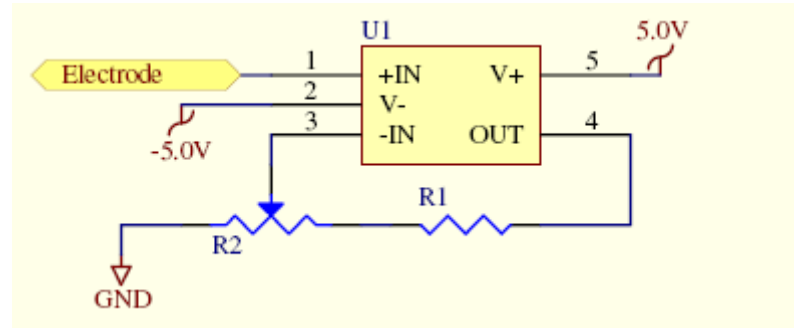 U1
5.0V
Electrode
1
+IN
V+
5
2
V-
-5.0V
3
-IN
OUT
4
R1
R2
GND